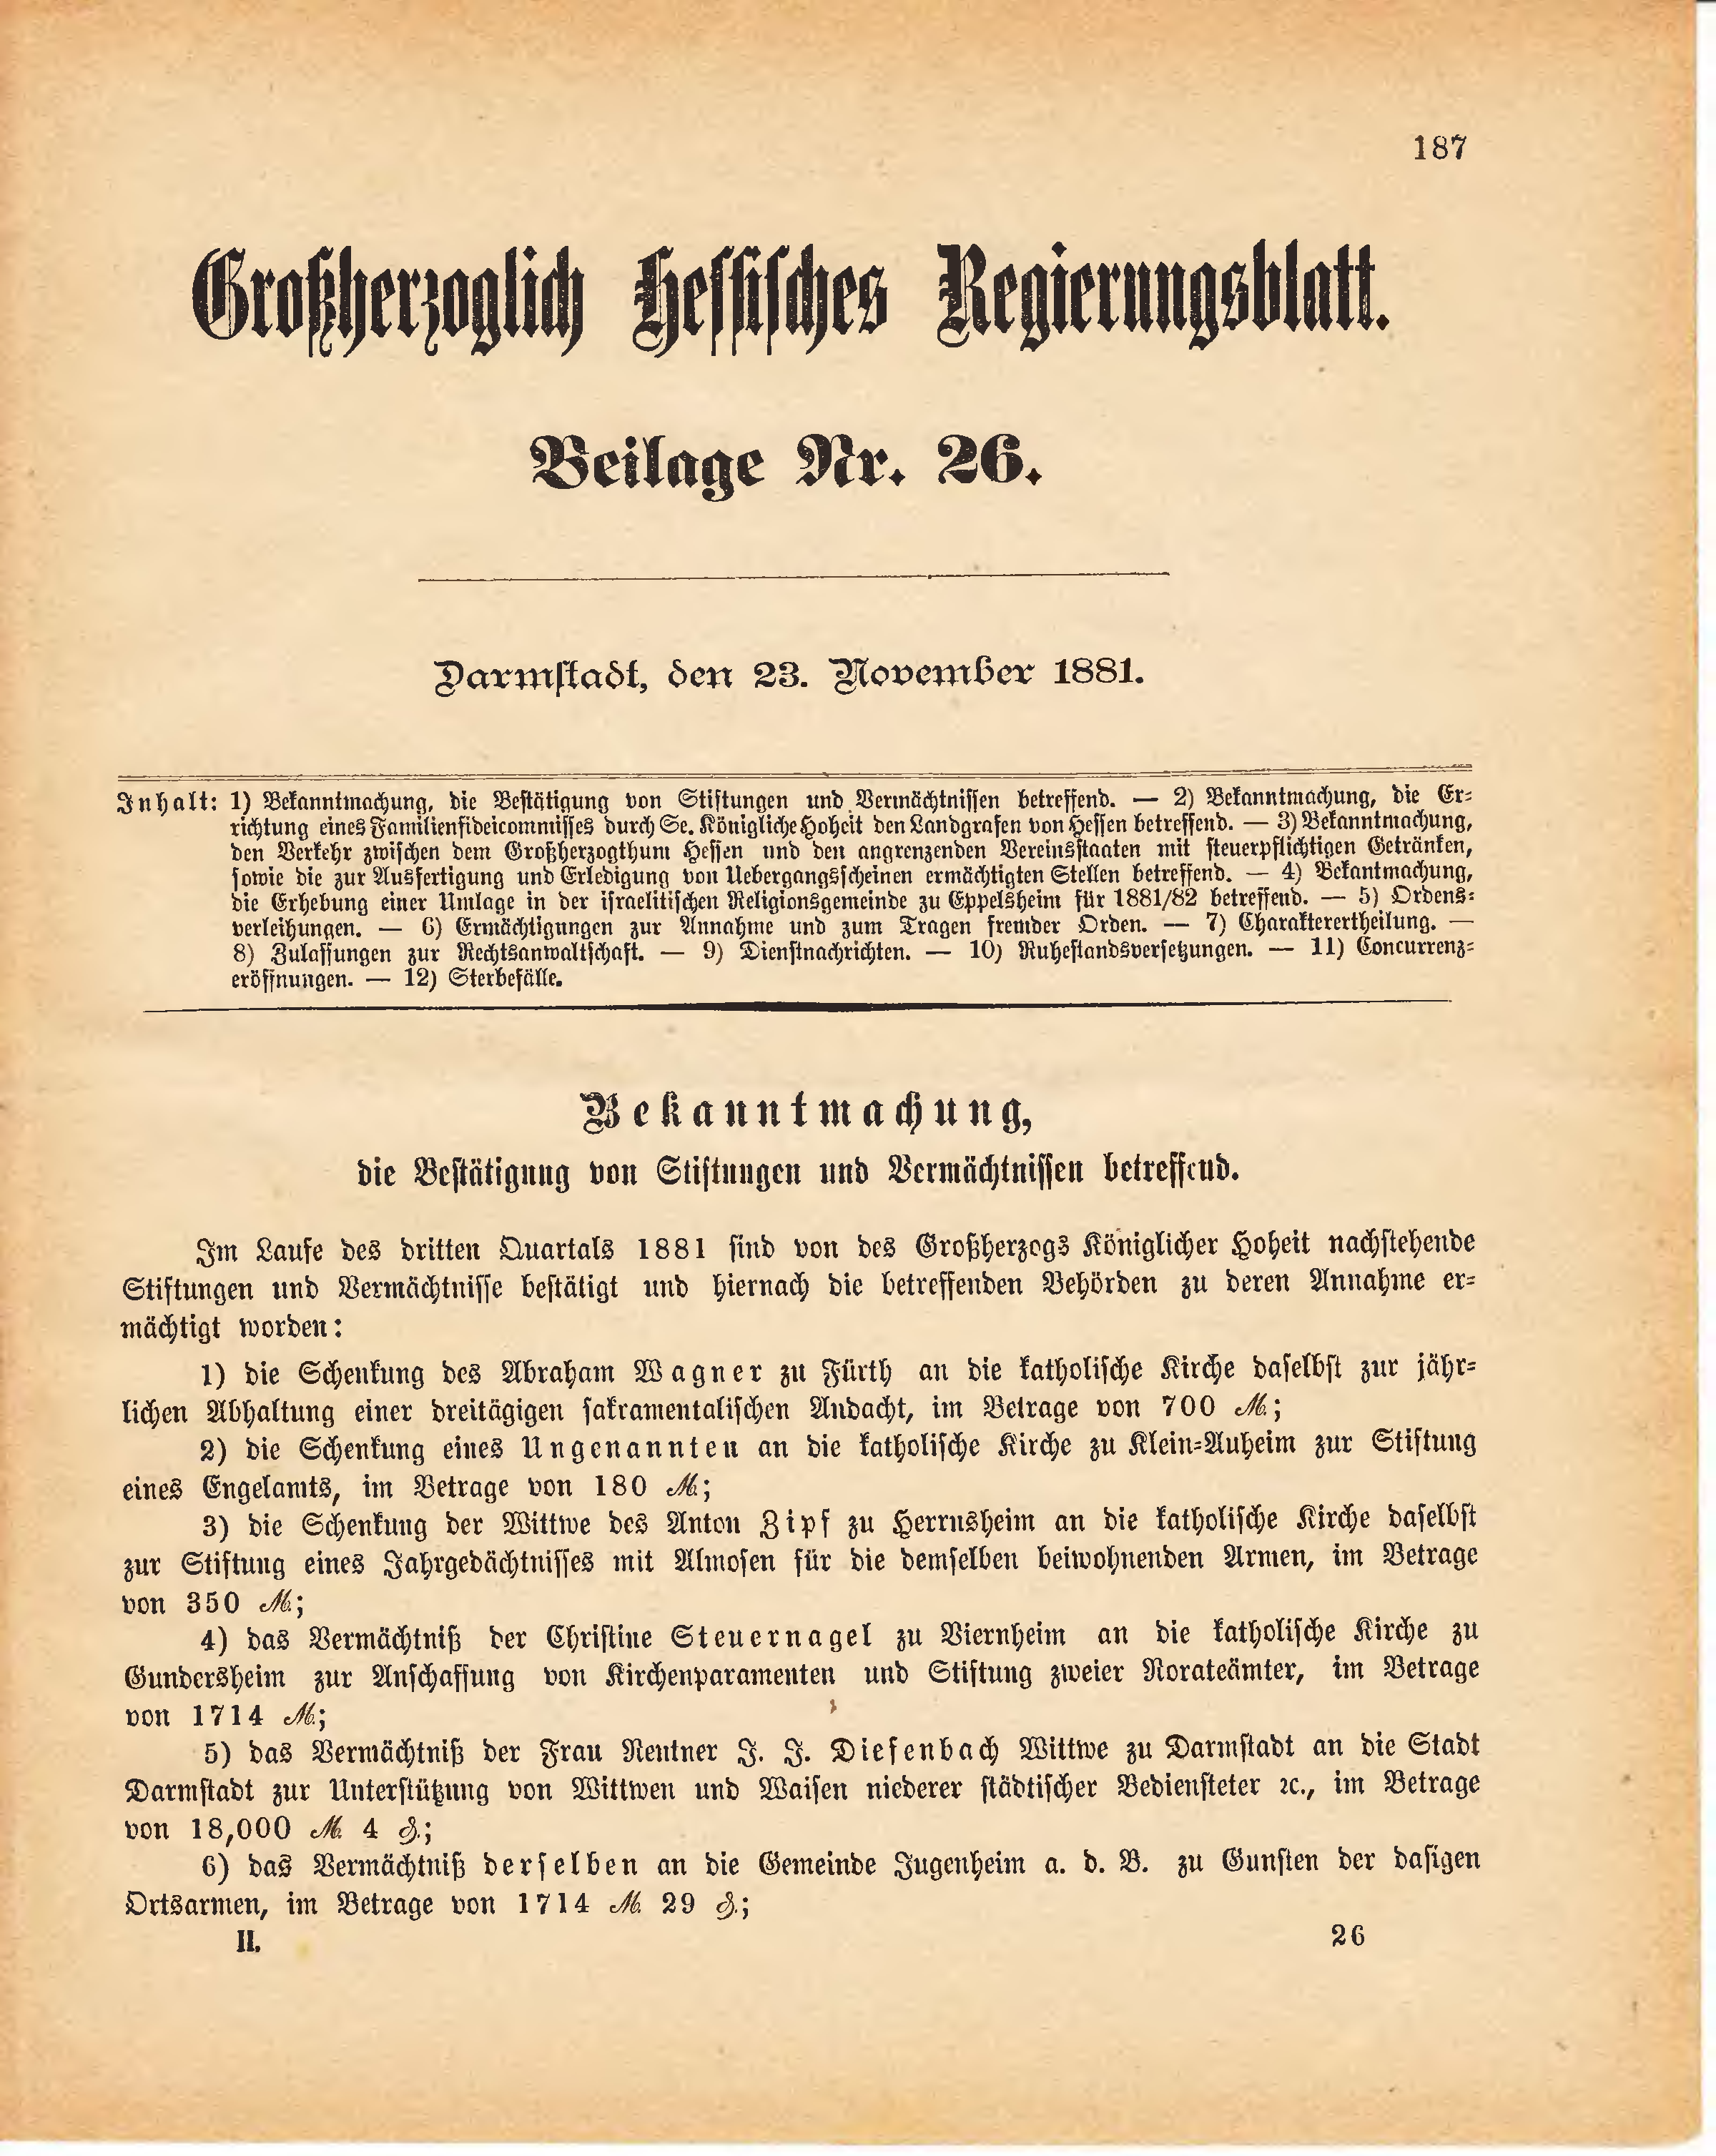 187
Großherzoglich Hessisches Regierungsblatt.
Beilage Nr. 26.
Darmstadt, den 23. November 1881.
Inhalt: 1) Bekanntmachung, die Bestätigung von Stiftungen und Vermächtnissen betreffend. — 2) Bekanntmachung, die Er-
richtung eines Familienfideicommisses durch Se. Königliche Hoheit den Landgrafen von Hessen betreffend. — 3) Bekanntmachung,
den Verkehr zwischen dem Großherzogthum Hessen und den angrenzenden Vereinsstaaten mit steuerpflichtigen Getränken,
sowie die zur Ausfertigung und Erledigung von Uebergangsscheinen ermächtigten Stellen betreffend. — 4) Bekantmachung,
die Erhebung einer Umlage in der israelitischen Religionsgemeinde zu Eppelsheim für 1881/82 betreffend. — 5) Ordens-
verleihungen. — 6) Ermächtigungen zur Annahme und zum Tragen fremder Orden. — 7) Charakterertheilung. —
8) Zulassungen zur Rechtsanwaltschaft. — 9) Dienstnachrichten. — 10) Ruhestandsversetzungen. — 11) Concurrenz-
eröffnungen. — 12) Sterbefälle.
Bekanntmachung,
die Bestätigung von Stiftungen und Vermächtnissen betreffend.
Im Laufe des dritten Quartals 1881 sind von des Großherzogs Königlicher Hoheit nachstehende
Stiftungen und Vermächtnisse bestätigt und hiernach die betreffenden Behörden zu deren Annahme er-
mächtigt worden:
1) die Schenkung des Abraham Wagner zu Fürth an die katholische Kirche daselbst zur jähr-
lichen Abhaltung einer dreitägigen sakramentalischen Andacht, im Betrage von 700 ℳ;
2) die Schenkung eines Ungenannten an die katholische Kirche zu Klein-Auheim zur Stiftung
eines Engelamts, im Betrage von 180 ℳ;
3) die Schenkung der Wittwe des Anton Zipf zu Herrnsheim an die katholische Kirche daselbst
zur Stiftung eines Jahrgedächtnisses mit Almosen für die demselben beiwohnenden Armen, im Betrage
von 350 ℳ;
4) das Vermächtniß der Christine Steuernagel zu Viernheim an die katholische Kirche zu
Gundersheim zur Anschaffung von Kirchenparamenten und Stiftung zweier Rorateämter, im Betrage
von 1714 ℳ;
5) das Vermächtniß der Frau Rentner J. J. Diefenbach Wittwe zu Darmstadt an die Stadt
Darmstadt zur Unterstützung von Wittwen und Waisen niederer städtischer Bediensteter ꝛc., im Betrage
von 18,000 ℳ 4 ₰;
6) das Vermächtniß derselben an die Gemeinde Jugenheim a. d. B. zu Gunsten der dasigen
Ortsarmen, im Betrage von 1714 ℳ 29 ₰;
II. 26